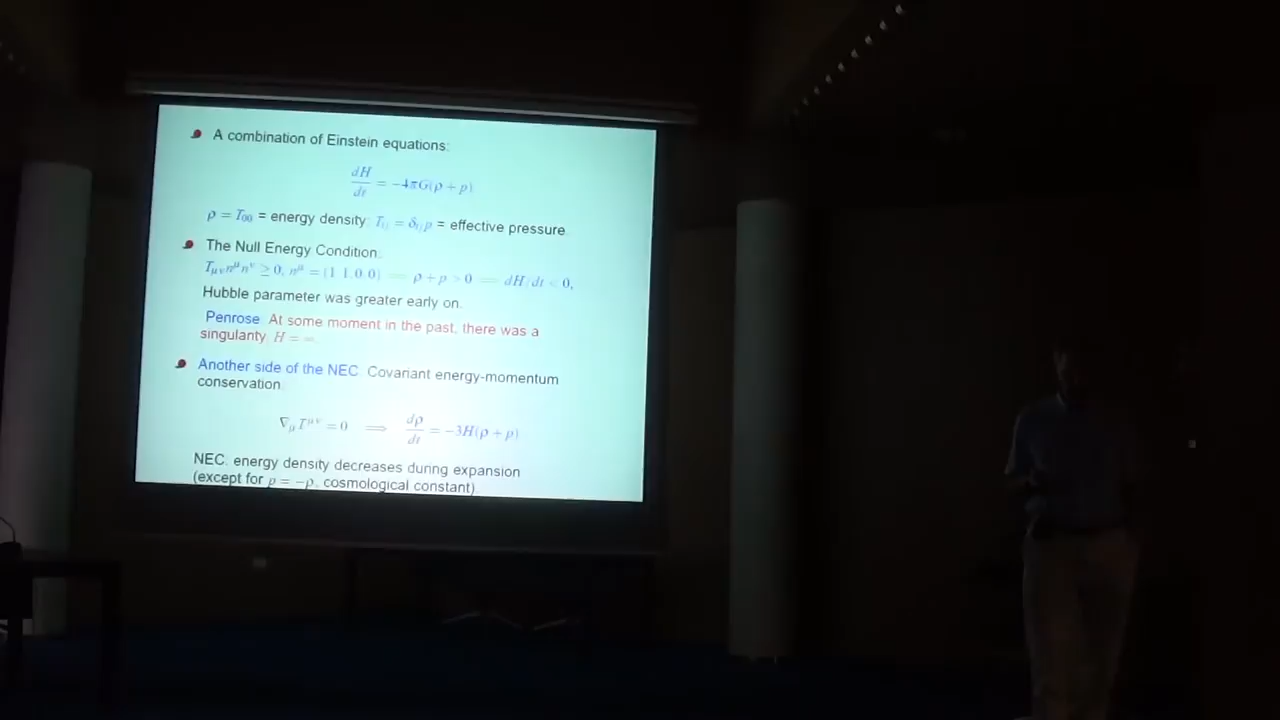 A combination of Einstein equations:
dH/dt = −4πG(ρ + p)
ρ = T₀₀ = energy density; Tᵢⱼ = δᵢⱼp = effective pressure.
The Null Energy Condition:
Tμν nμ nν ≥ 0, nμ = (1,1,0,0) ⟹ ρ + p > 0 ⟹ dH/dt < 0,
Hubble parameter was greater early on.
Penrose: At some moment in the past, there was a
singularity, H = ∞.
Another side of the NEC: Covariant energy-momentum
conservation:
∇μ Tμν = 0 ⟹ dρ/dt = −3H(ρ + p)
NEC: energy density decreases during expansion
(except for p = −ρ, cosmological constant)